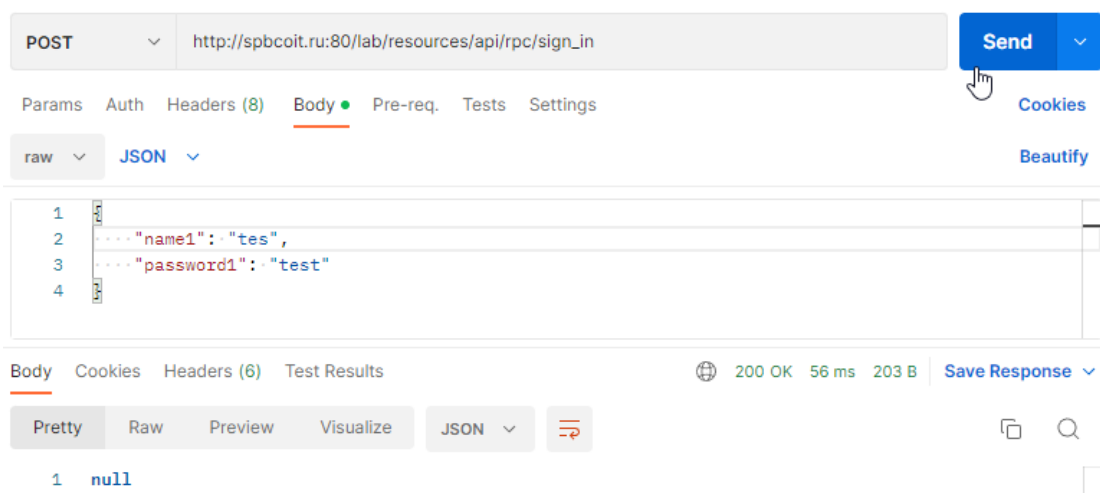 POST http://spbcoit.ru:80/lab/resources/api/rpc/sign_in Send
Params Auth Headers (8) Body Pre-req. Tests Settings Cookies
raw JSON Beautify
1 {
2 "name1": "tes",
3 "password1": "test"
4 }
Body Cookies Headers (6) Test Results 200 OK 56 ms 203 B Save Response
Pretty Raw Preview Visualize JSON
1 null